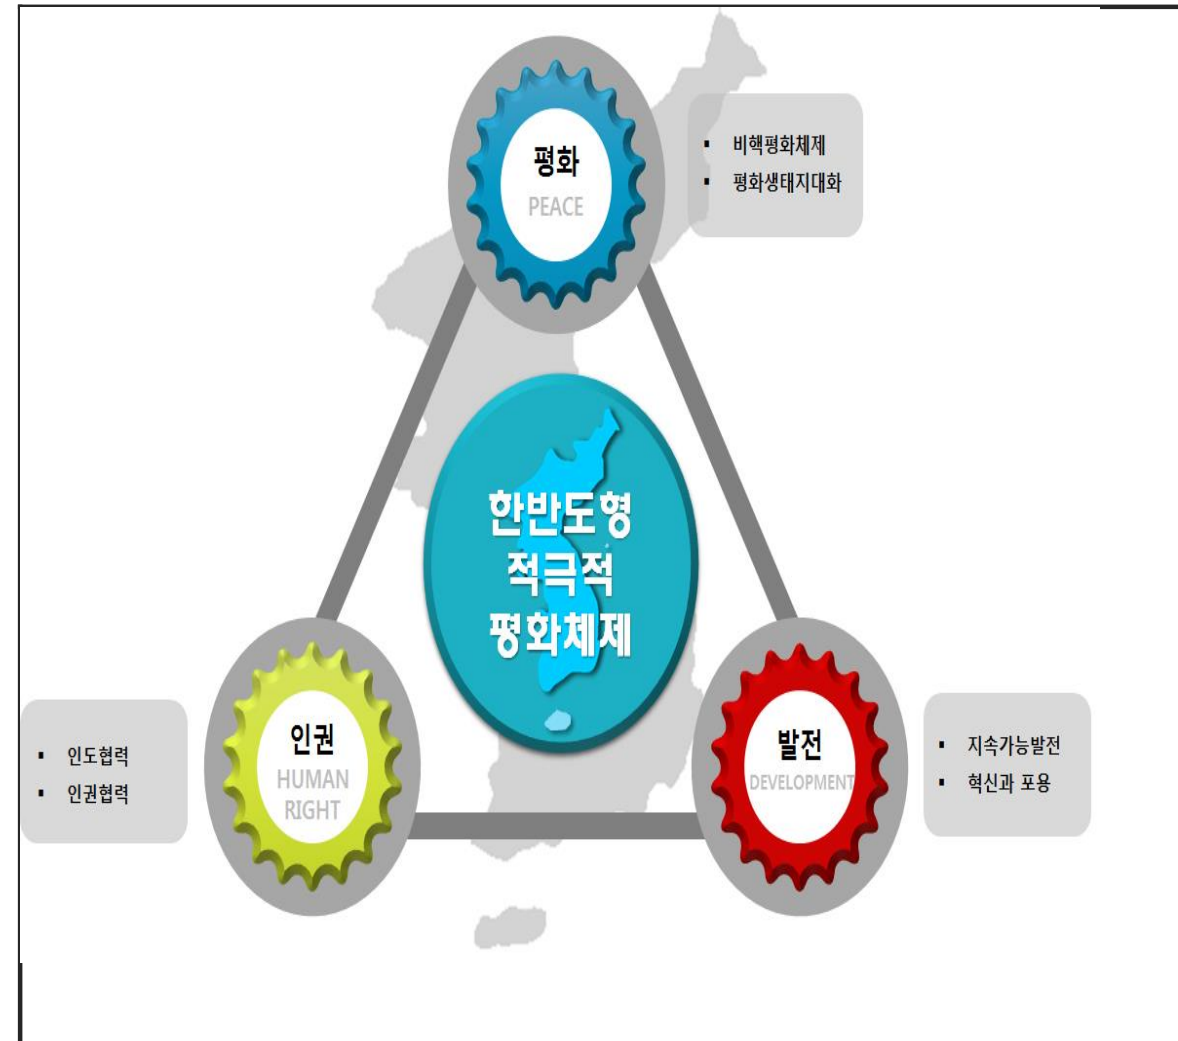 평화
PEACE
▪ 비핵평화체제
▪ 평화생태지대화
한반도형
적극적
평화체제
인권
HUMAN
RIGHT
▪ 인도협력
▪ 인권협력
발전
DEVELOPMENT
▪ 지속가능발전
▪ 혁신과 포용